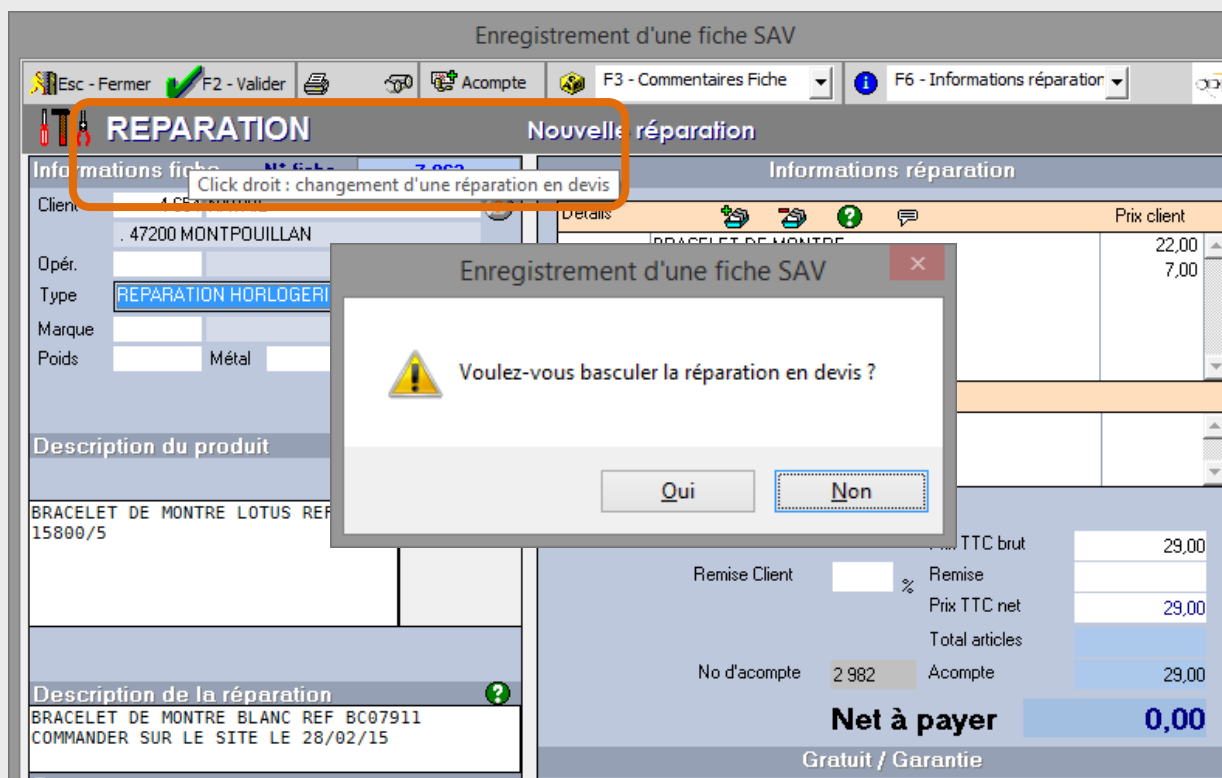 Enregistrement d'une fiche SAV
Esc - Fermer F2 - Valider Acompte F3 - Commentaires Fiche F6 - Informations réparation
REPARATION Nouvelle réparation
Informations fiche N° fiche
Click droit : changement d'une réparation en devis
Informations réparation
Client
. 47200 MONTPOUILLAN
Opér.
Type REPARATION HORLOGERI
Marque
Poids Métal
Détails Prix client
BRACELET DE MONTRE 22,00
7,00
Enregistrement d'une fiche SAV
Voulez-vous basculer la réparation en devis ?
Oui Non
Description du produit
BRACELET DE MONTRE LOTUS REF
15800/5
Prix TTC brut 29,00
Remise Client % Remise
Prix TTC net 29,00
Total articles
No d'acompte 2 982 Acompte 29,00
Net à payer 0,00
Gratuit / Garantie
Description de la réparation
BRACELET DE MONTRE BLANC REF BC07911
COMMANDER SUR LE SITE LE 28/02/15